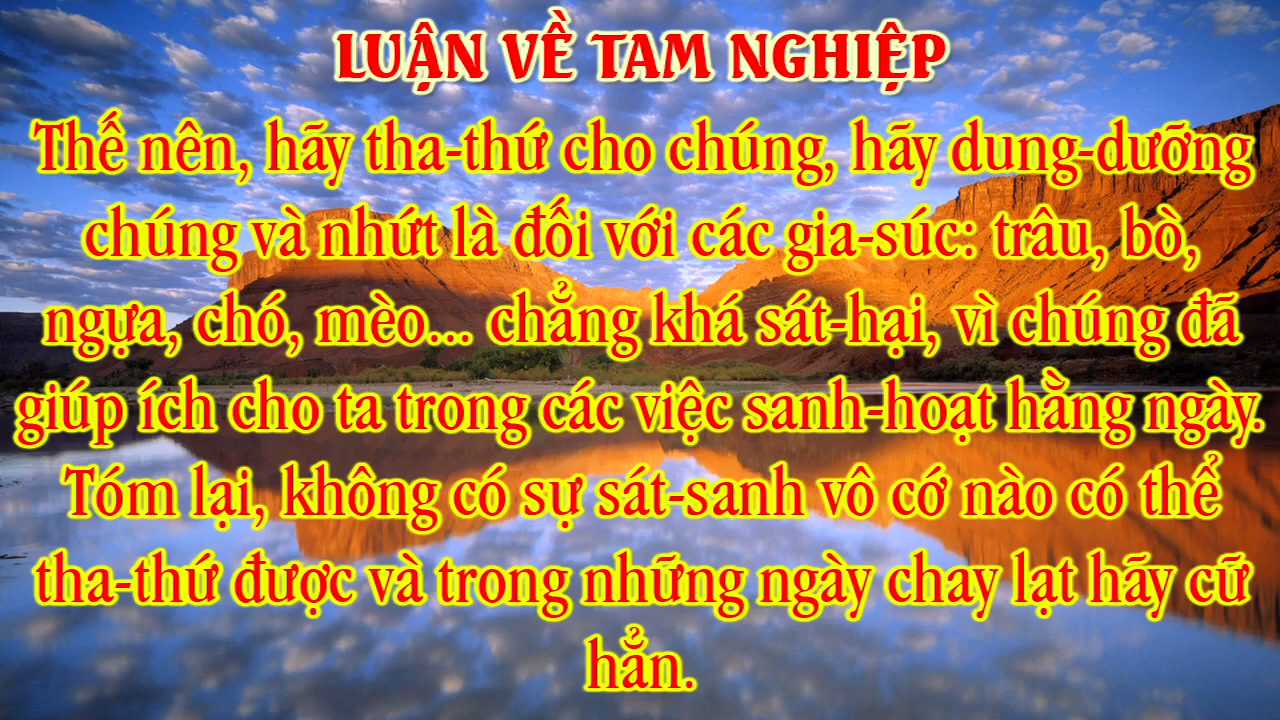 LUẬN VỀ TAM NGHIỆP
Thế nên, hãy tha-thứ cho chúng, hãy dung-dưỡng
chúng và nhứt là đối với các gia-súc: trâu, bò,
ngựa, chó, mèo... chẳng khá sát-hại, vì chúng đã
giúp ích cho ta trong các việc sanh-hoạt hằng ngày.
Tóm lại, không có sự sát-sanh vô cớ nào có thể
tha-thứ được và trong những ngày chay lạt hãy cữ
hẳn.